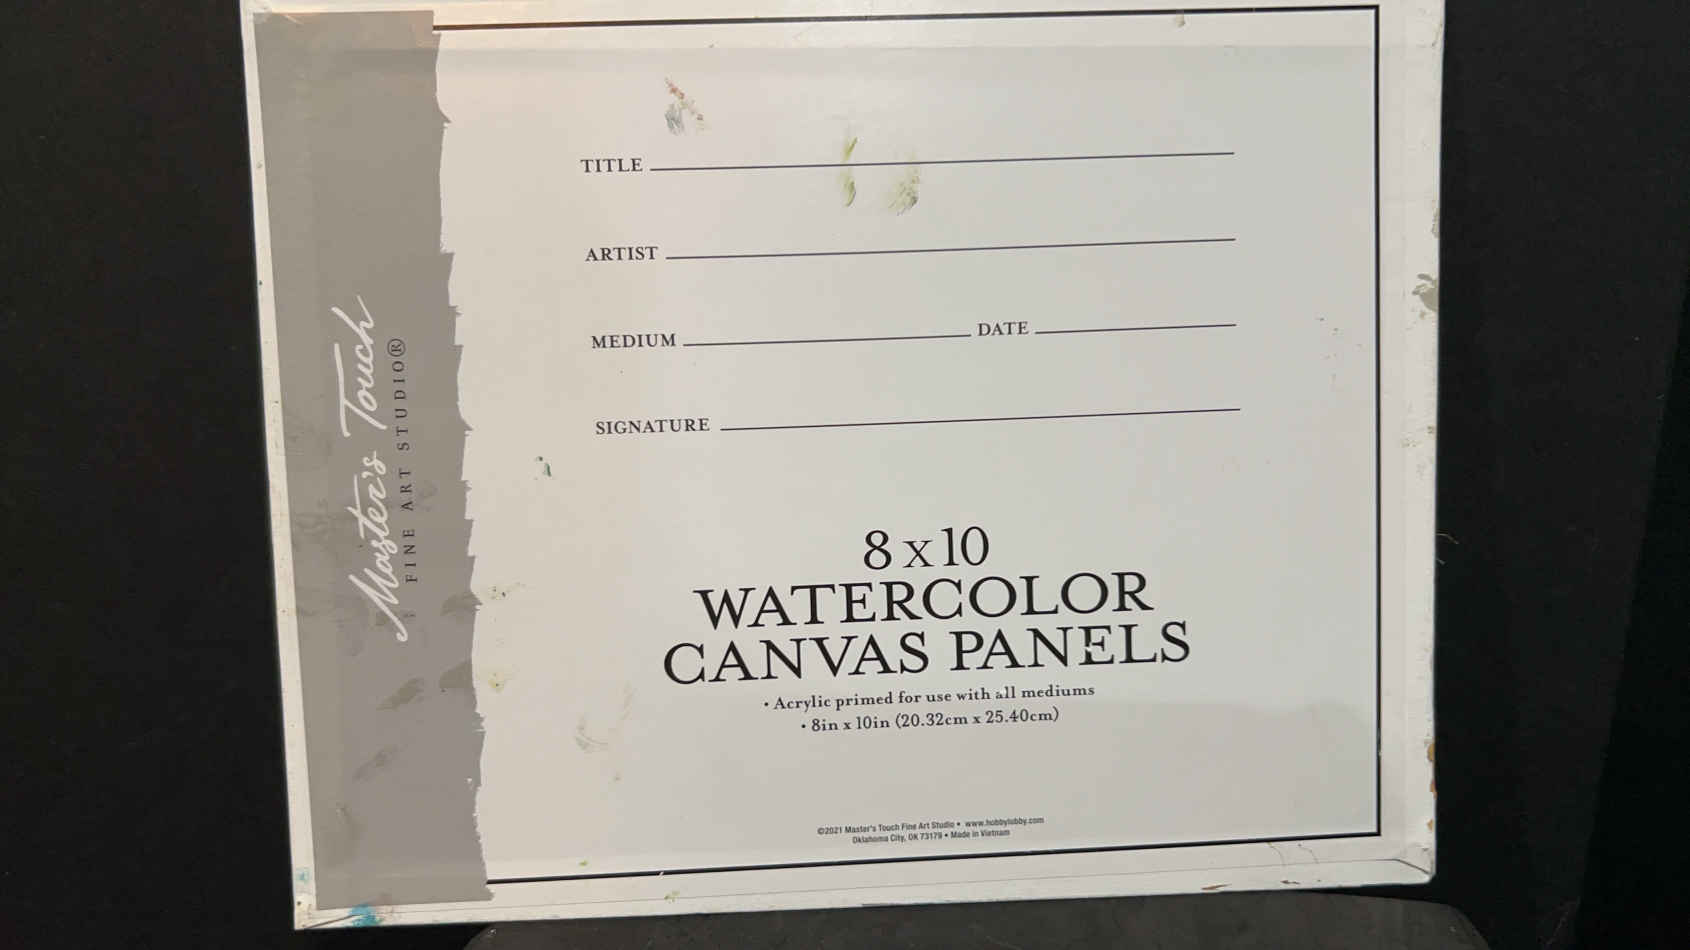 Master's Touch
FINE ART STUDIO®
TITLE
ARTIST
MEDIUM DATE
SIGNATURE
8 x 10
WATERCOLOR
CANVAS PANELS
• Acrylic primed for use with all mediums
• 8in x 10in (20.32cm x 25.40cm)
©2021 Master's Touch Fine Art Studio • www.hobbylobby.com
Oklahoma City, OK 73179 • Made in Vietnam